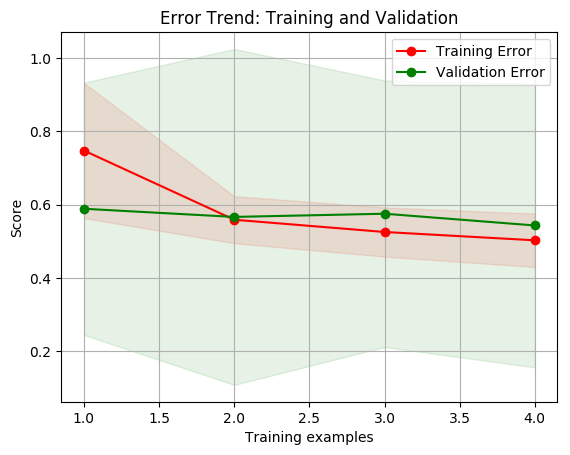 Error Trend: Training and Validation
Training Error
Validation Error
1.0
0.8
0.6
0.4
0.2
Score
1.0 1.5 2.0 2.5 3.0 3.5 4.0
Training examples